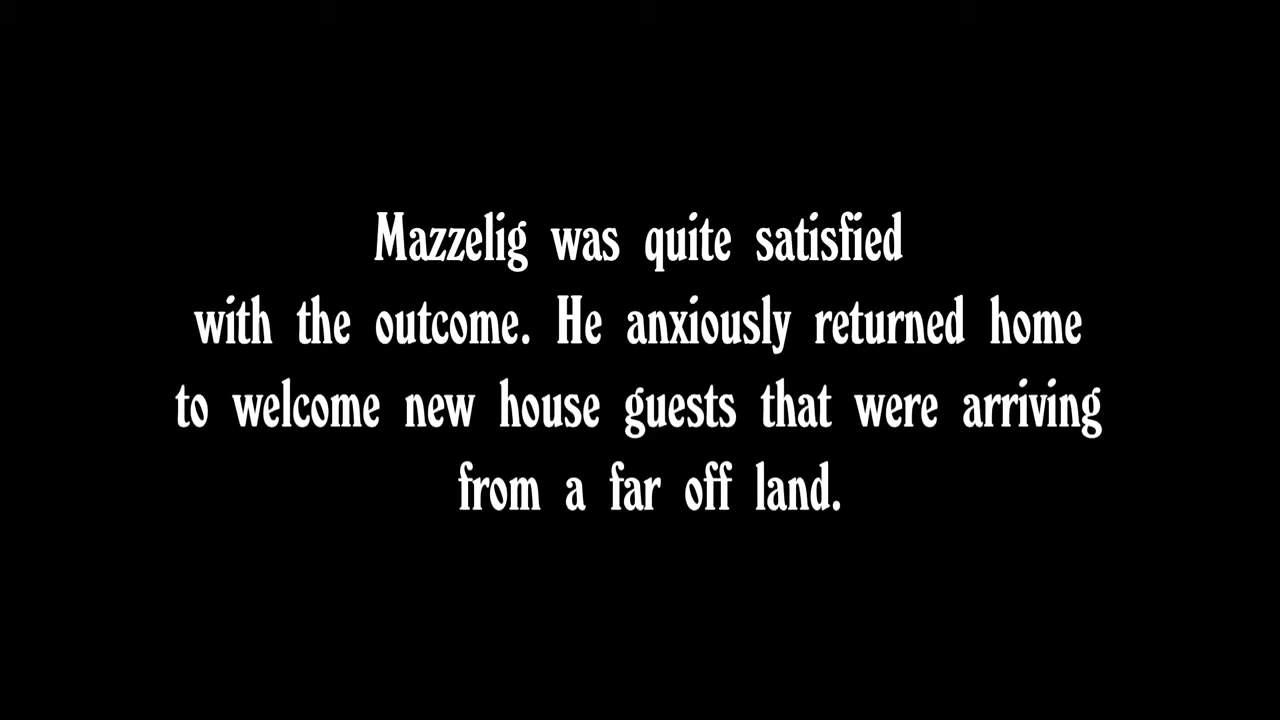 Mazzelig was quite satisfied
with the outcome. He anxiously returned home
to welcome new house guests that were arriving
from a far off land.